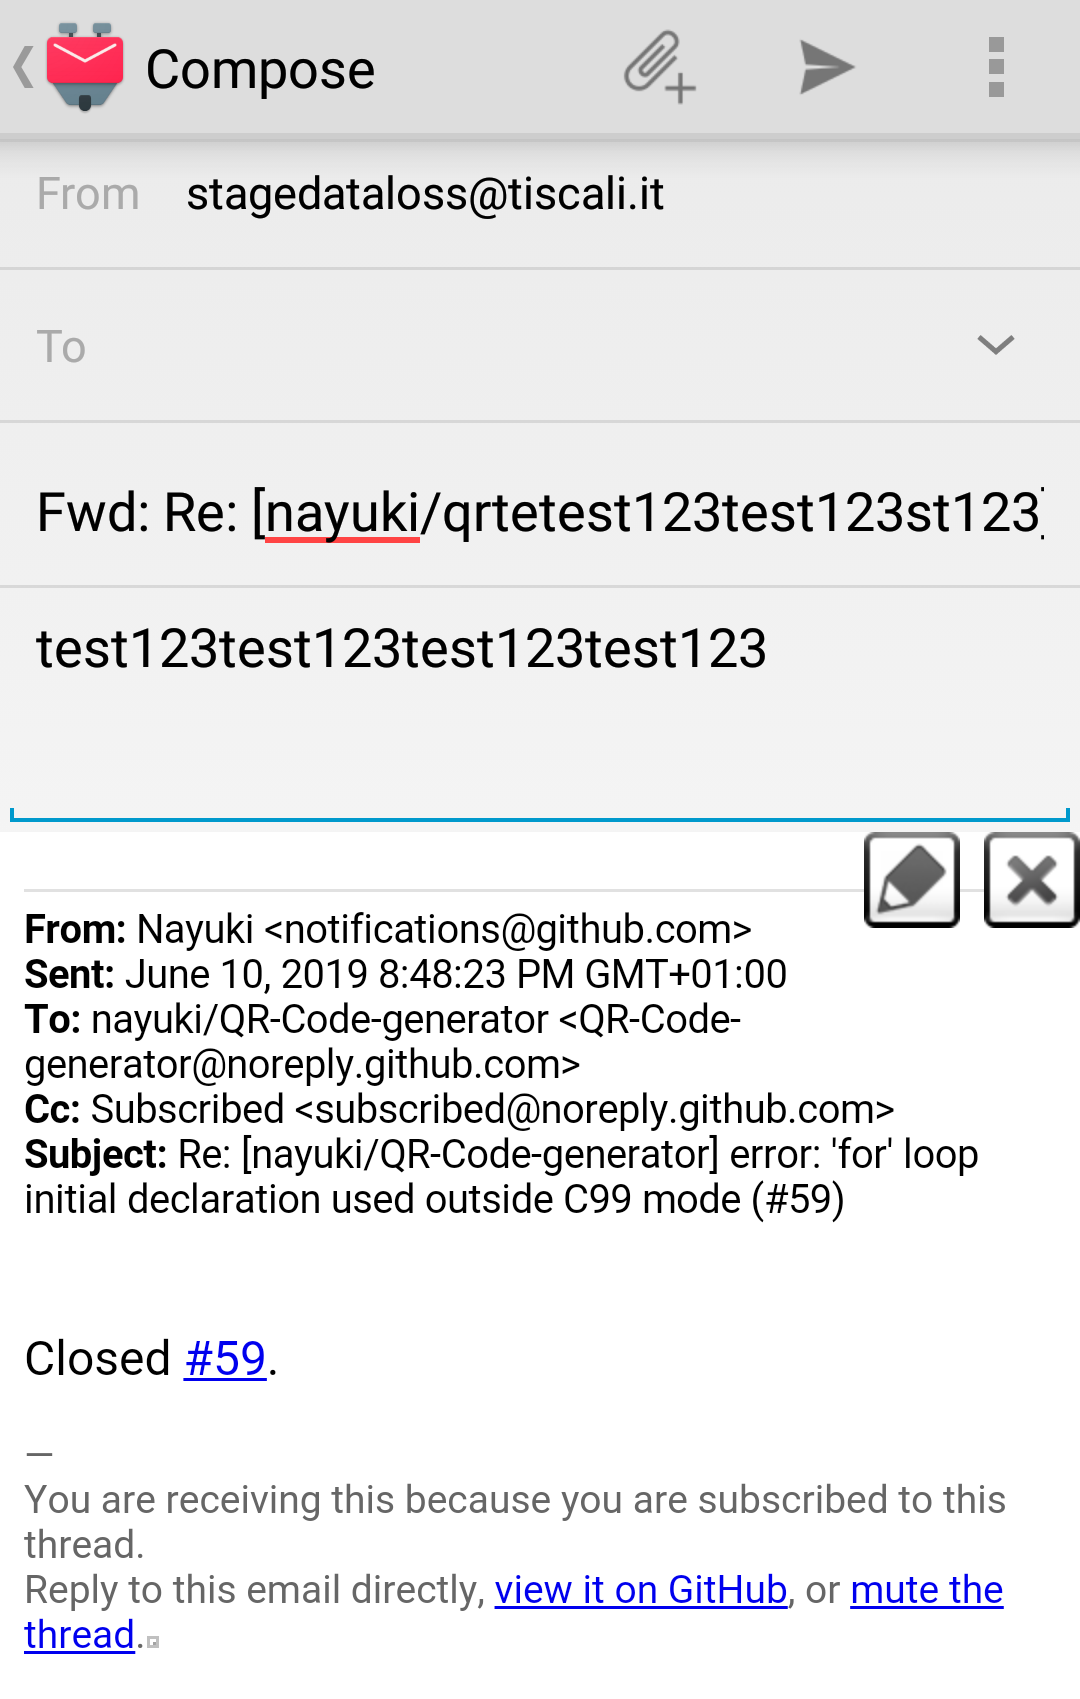 Compose
From stagedataloss@tiscali.it
To
Fwd: Re: [nayuki/qrtetest123test123st123]
test123test123test123test123
From: Nayuki <notifications@github.com>
Sent: June 10, 2019 8:48:23 PM GMT+01:00
To: nayuki/QR-Code-generator <QR-Code-
generator@noreply.github.com>
Cc: Subscribed <subscribed@noreply.github.com>
Subject: Re: [nayuki/QR-Code-generator] error: 'for' loop
initial declaration used outside C99 mode (#59)
Closed #59.
—
You are receiving this because you are subscribed to this
thread.
Reply to this email directly, view it on GitHub, or mute the
thread.